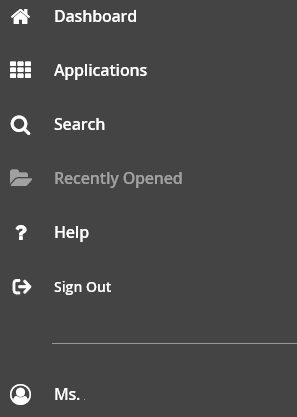 Dashboard
Applications
Search
Recently Opened
? Help
Sign Out
Ms.